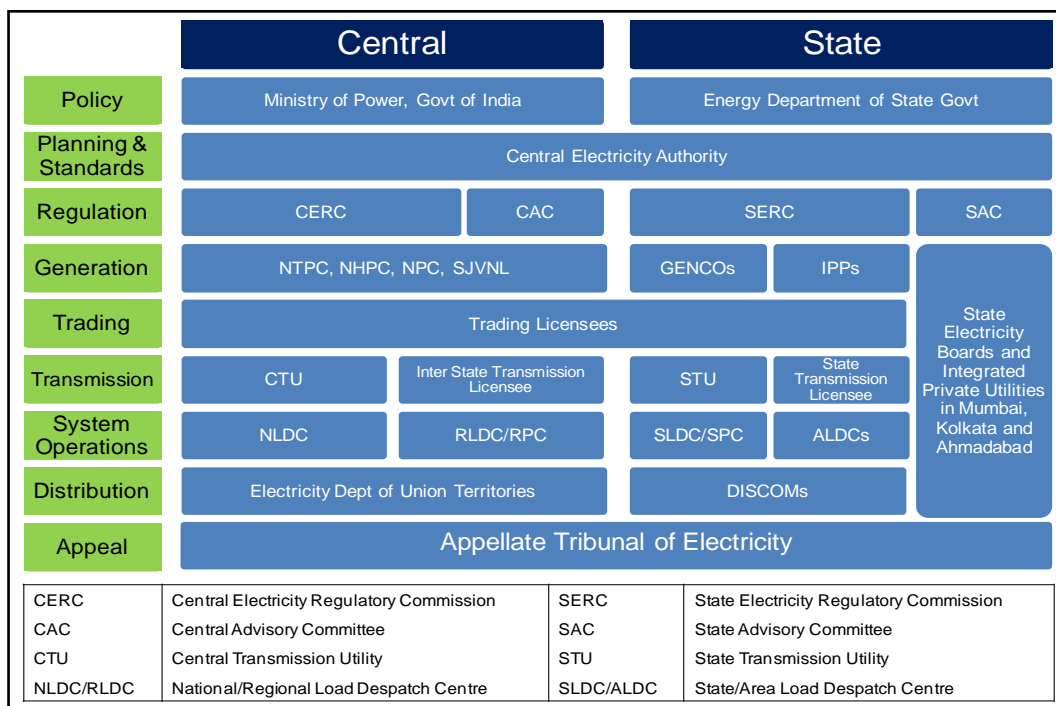 Central State
Policy Ministry of Power, Govt of India Energy Department of State Govt
Planning &
Standards
Central Electricity Authority
Regulation CERC CAC SERC SAC
Generation NTPC, NHPC, NPC, SJVNL GENCOs IPPs
Trading Trading Licensees
State
Electricity
Boards and
Integrated
Private Utilities
in Mumbai,
Kolkata and
Ahmadabad
Transmission CTU
Inter State Transmission
Licensee
STU
State
Transmission
Licensee
System
Operations
NLDC RLDC/RPC SLDC/SPC ALDCs
Distribution Electricity Dept of Union Territories DISCOMs
Appeal Appellate Tribunal of Electricity
CERC Central Electricity Regulatory Commission SERC State Electricity Regulatory Commission
CAC Central Advisory Committee SAC State Advisory Committee
CTU Central Transmission Utility STU State Transmission Utility
NLDC/RLDC National/Regional Load Despatch Centre SLDC/ALDC State/Area Load Despatch Centre